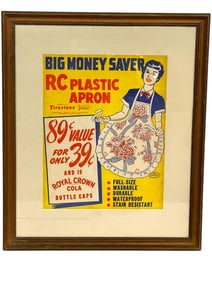 BIG MONEY SAVER
RC PLASTIC
APRON
Firestone
89¢ VALUE
FOR
ONLY 39¢
AND 15
ROYAL CROWN
COLA
BOTTLE CAPS
• FULL-SIZE
• WASHABLE
• DURABLE
• WATERPROOF
• STAIN RESISTANT